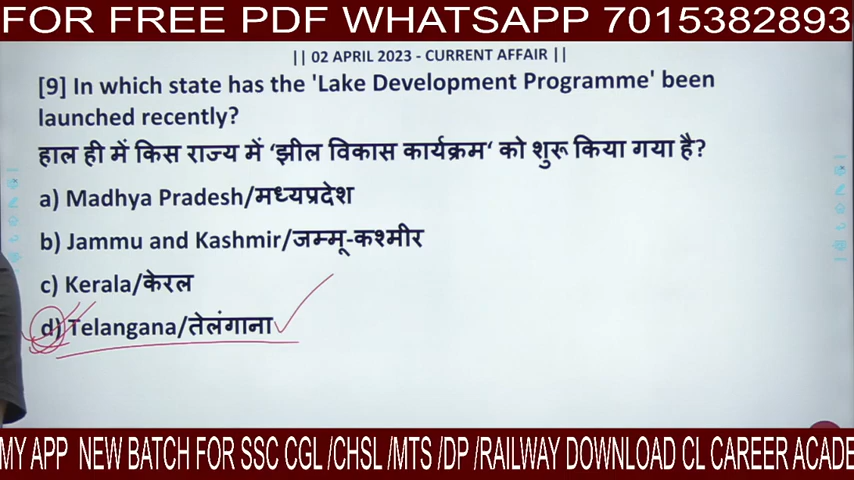 FOR FREE PDF WHATSAPP 7015382893
|| 02 APRIL 2023 - CURRENT AFFAIR ||
[9] In which state has the 'Lake Development Programme' been
launched recently?
हाल ही में किस राज्य में ‘झील विकास कार्यक्रम‘ को शुरू किया गया है?
a) Madhya Pradesh/मध्यप्रदेश
b) Jammu and Kashmir/जम्मू-कश्मीर
c) Kerala/केरल
d) Telangana/तेलंगाना
MY APP NEW BATCH FOR SSC CGL /CHSL /MTS /DP /RAILWAY DOWNLOAD CL CAREER ACADE